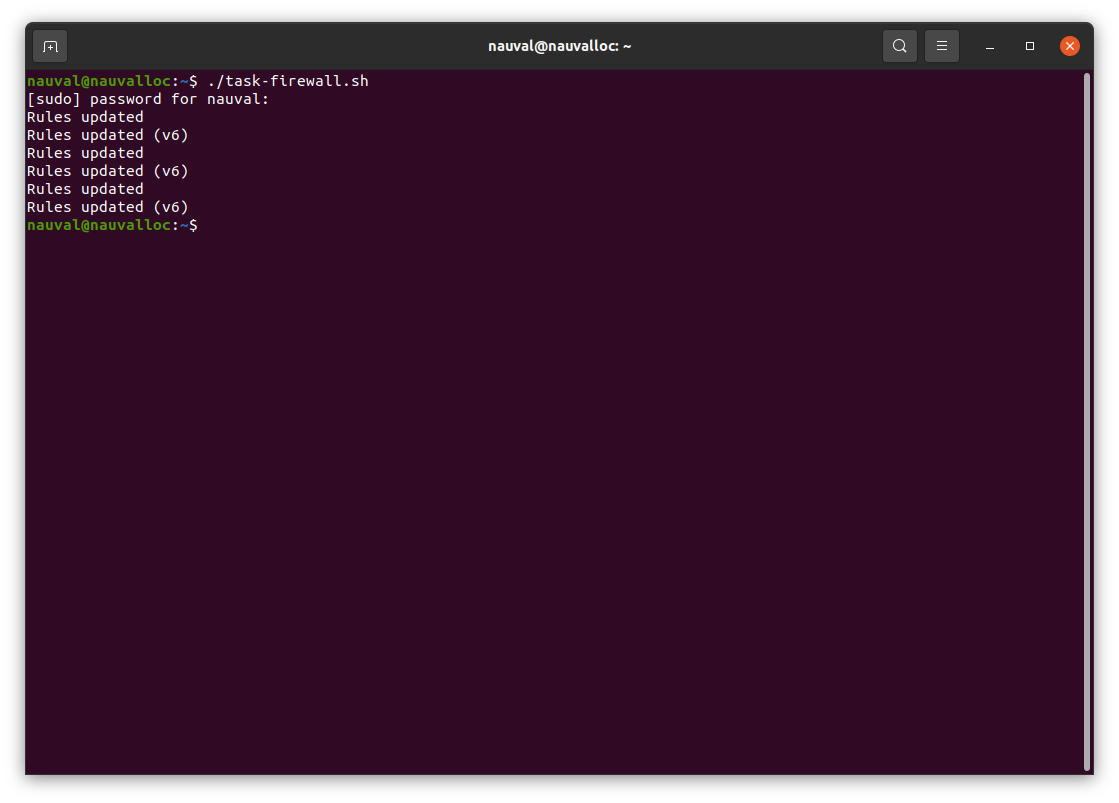 nauval@nauvalloc: ~
nauval@nauvalloc:~$ ./task-firewall.sh
[sudo] password for nauval:
Rules updated
Rules updated (v6)
Rules updated
Rules updated (v6)
Rules updated
Rules updated (v6)
nauval@nauvalloc:~$